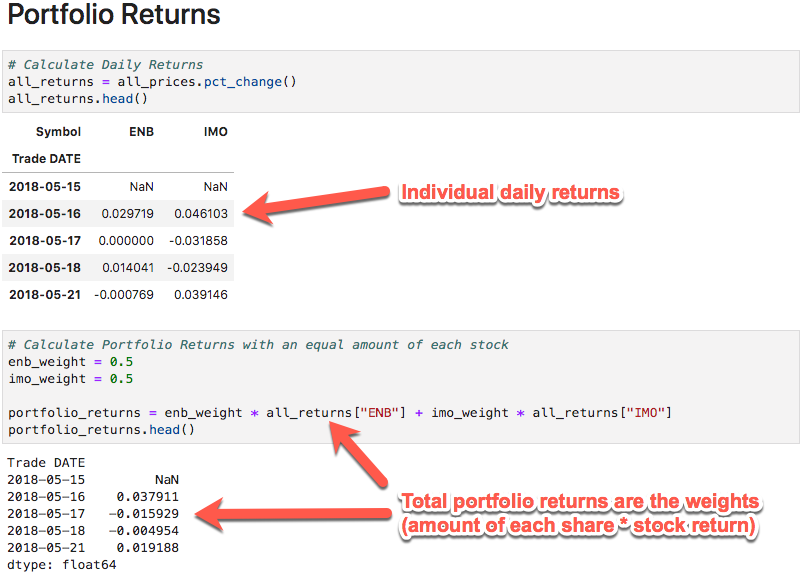 Portfolio Returns
# Calculate Daily Returns
all_returns = all_prices.pct_change()
all_returns.head()
Symbol ENB IMO
Trade DATE
2018-05-15 NaN NaN
2018-05-16 0.029719 0.046103
2018-05-17 0.000000 -0.031858
2018-05-18 0.014041 -0.023949
2018-05-21 -0.000769 0.039146
Individual daily returns
# Calculate Portfolio Returns with an equal amount of each stock
enb_weight = 0.5
imo_weight = 0.5
portfolio_returns = enb_weight * all_returns["ENB"] + imo_weight * all_returns["IMO"]
portfolio_returns.head()
Trade DATE
2018-05-15 NaN
2018-05-16 0.037911
2018-05-17 -0.015929
2018-05-18 -0.004954
2018-05-21 0.019188
dtype: float64
Total portfolio returns are the weights
(amount of each share * stock return)